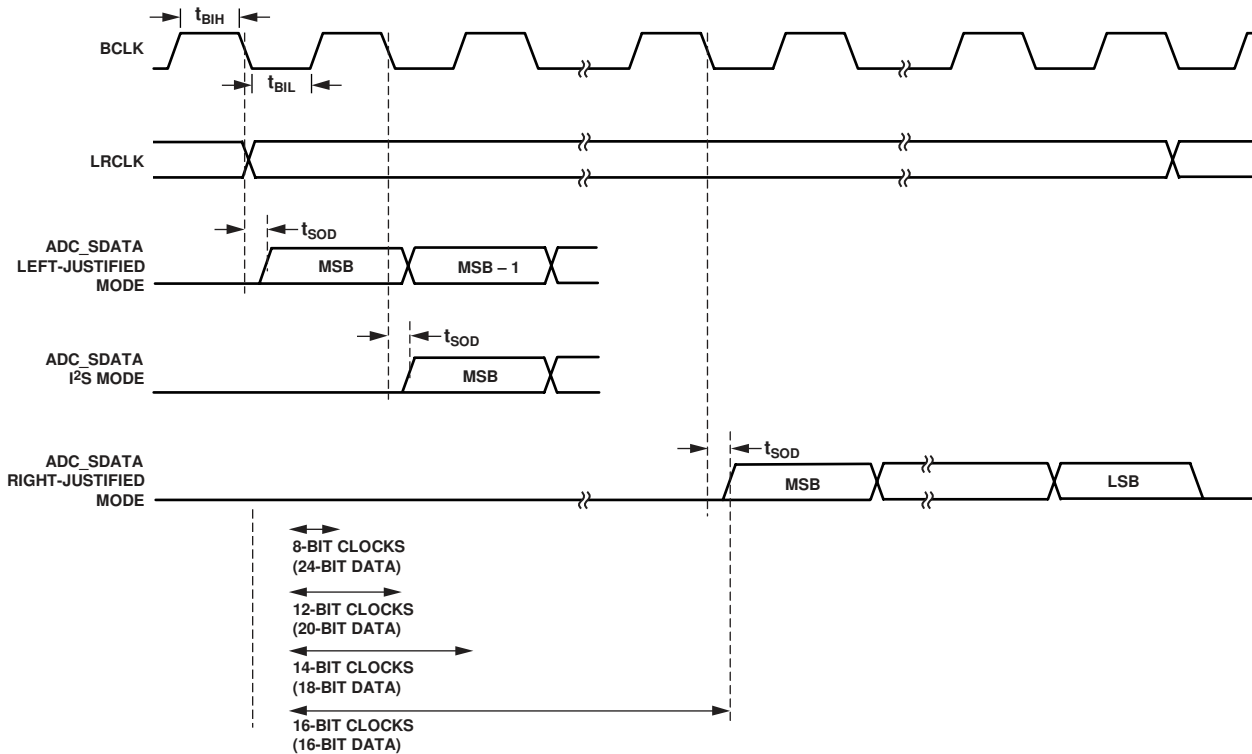 tBIH
BCLK
tBIL
LRCLK
ADC_SDATA
LEFT-JUSTIFIED
MODE
tSOD
MSB
MSB – 1
ADC_SDATA
I²S MODE
tSOD
MSB
ADC_SDATA
RIGHT-JUSTIFIED
MODE
tSOD
MSB
LSB
8-BIT CLOCKS
(24-BIT DATA)
12-BIT CLOCKS
(20-BIT DATA)
14-BIT CLOCKS
(18-BIT DATA)
16-BIT CLOCKS
(16-BIT DATA)